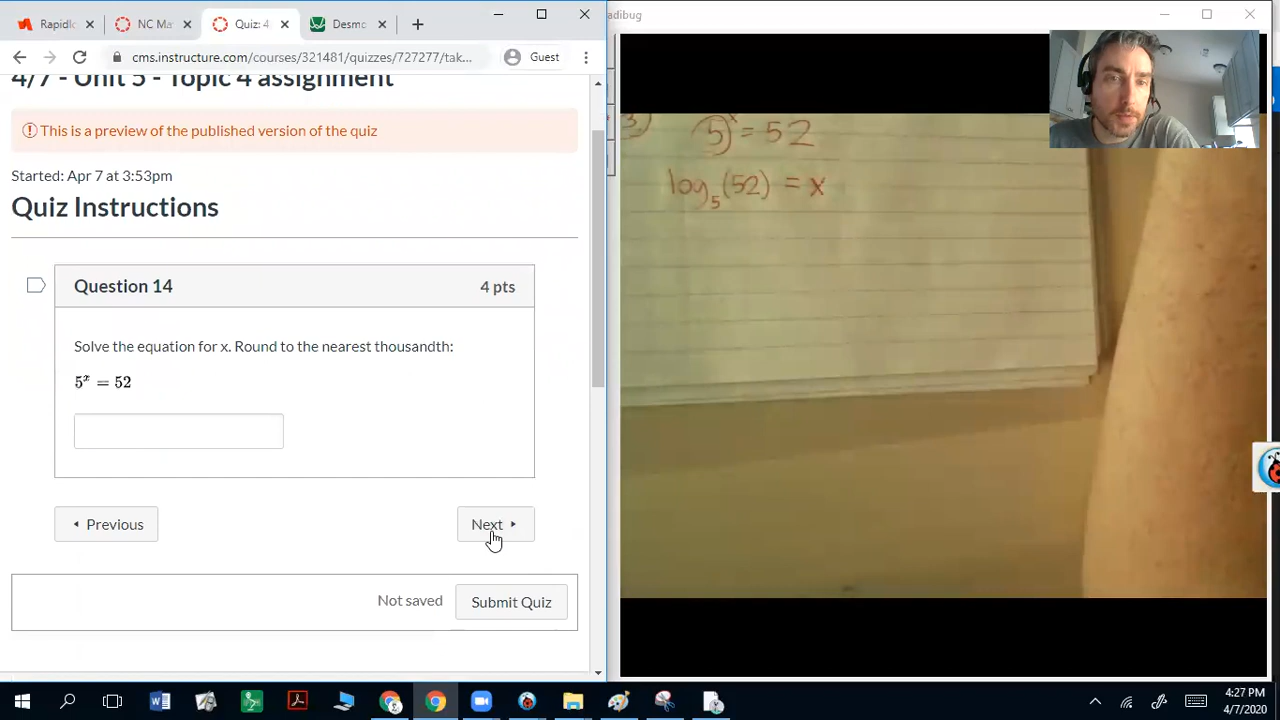 Rapidl
NC Ma
Quiz: 4
Desmo
adibug
cms.instructure.com/courses/321481/quizzes/727277/tak...
Guest
4/7 - Unit 5 - Topic 4 assignment
This is a preview of the published version of the quiz
Started: Apr 7 at 3:53pm
Quiz Instructions
Question 14
4 pts
Solve the equation for x. Round to the nearest thousandth:
5ˣ = 52
Previous
Next
Not saved
Submit Quiz
3) 5ˣ = 52
log₅(52) = x
4:27 PM
4/7/2020